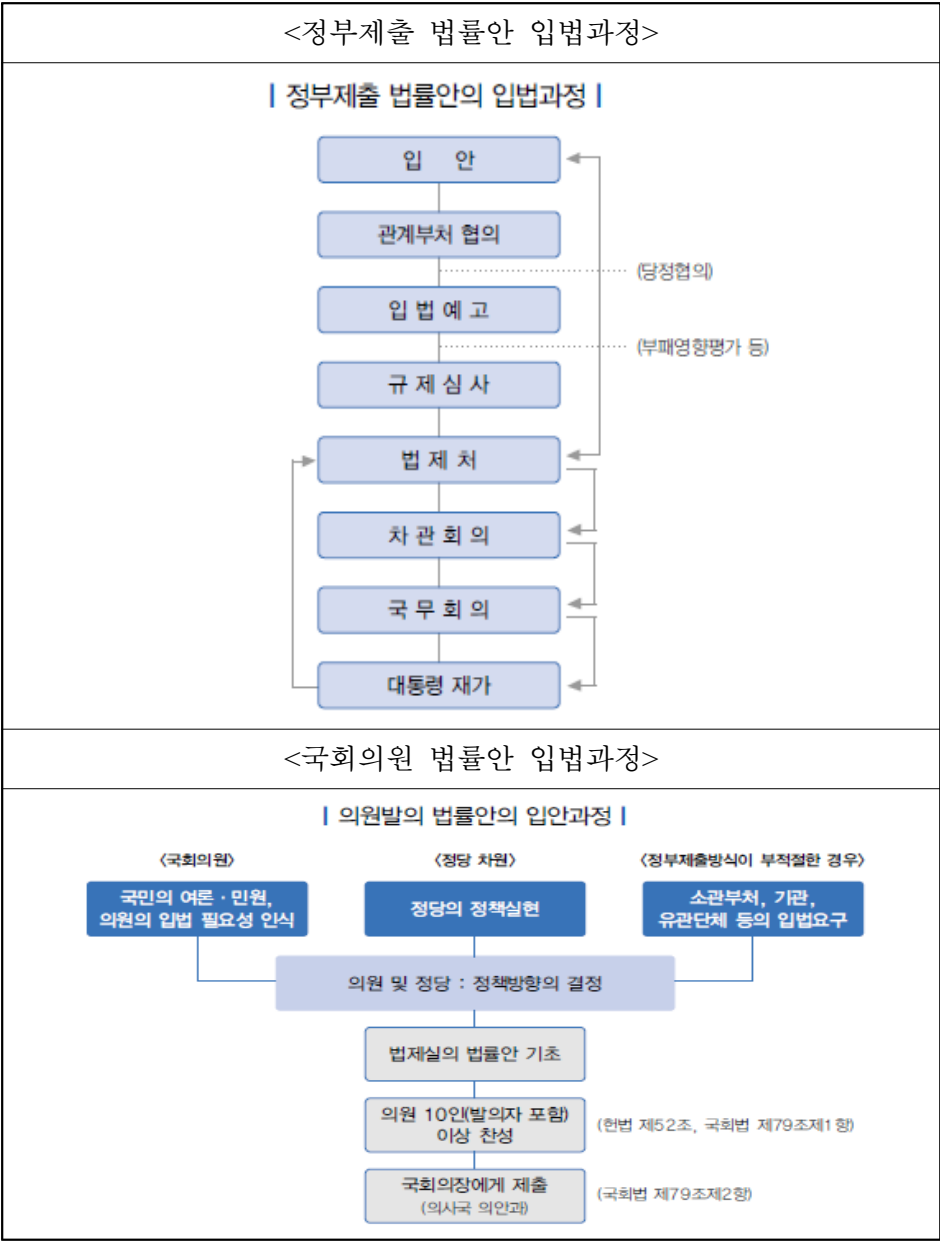 <정부제출 법률안 입법과정>
| 정부제출 법률안의 입법과정 |
입 안
관계부처 협의
(당정협의)
입 법 예 고
(부패영향평가 등)
규 제 심 사
법 제 처
차 관 회 의
국 무 회 의
대통령 재가
<국회의원 법률안 입법과정>
| 의원발의 법률안의 입안과정 |
〈국회의원〉
〈정당 차원〉
〈정부제출방식이 부적절한 경우〉
국민의 여론 · 민원,
의원의 입법 필요성 인식
정당의 정책실현
소관부처, 기관,
유관단체 등의 입법요구
의원 및 정당 : 정책방향의 결정
법제실의 법률안 기초
의원 10인(발의자 포함)
이상 찬성
(헌법 제52조, 국회법 제79조제1항)
국회의장에게 제출
(의사국 의안과)
(국회법 제79조제2항)